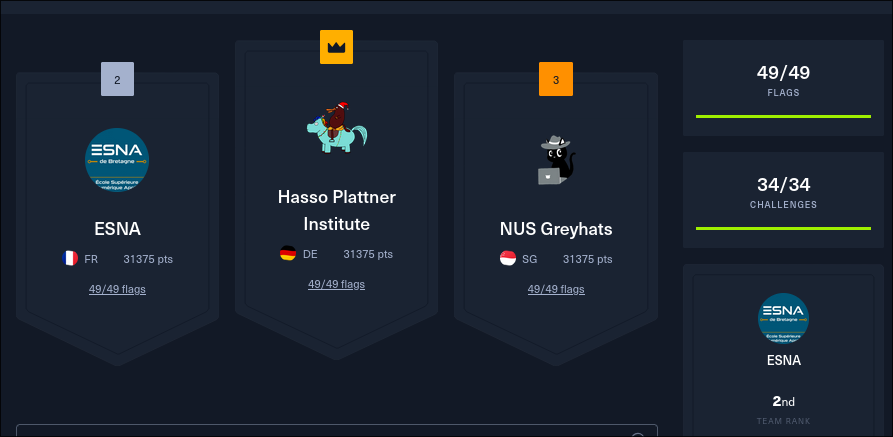 2
ESNA
de Bretagne
École Supérieure
ESNA
FR 31375 pts
49/49 flags
Hasso Plattner
Institute
DE 31375 pts
49/49 flags
3
NUS Greyhats
SG 31375 pts
49/49 flags
49/49
FLAGS
34/34
CHALLENGES
ESNA
de Bretagne
ESNA
2nd
TEAM RANK